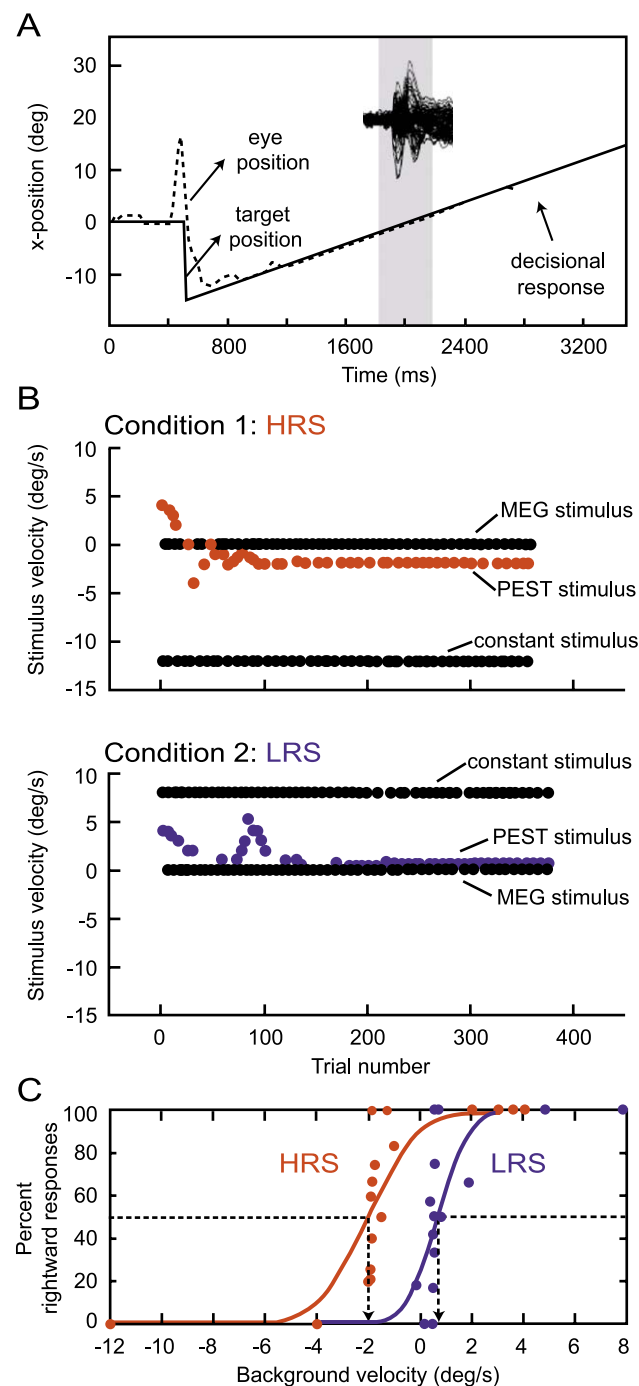 A
x-position (deg)
30
20
10
0
-10
eye
position
target
position
decisional
response
0
800
1600
2400
3200
Time (ms)
B
Condition 1: HRS
Stimulus velocity (deg/s)
10
5
0
-5
-10
-15
MEG stimulus
PEST stimulus
constant stimulus
Condition 2: LRS
Stimulus velocity (deg/s)
10
5
0
-5
-10
-15
constant stimulus
PEST stimulus
MEG stimulus
0
100
200
300
400
Trial number
C
Percent
rightward responses
100
80
60
40
20
0
HRS
LRS
-12
-10
-8
-6
-4
-2
0
2
4
6
8
Background velocity (deg/s)